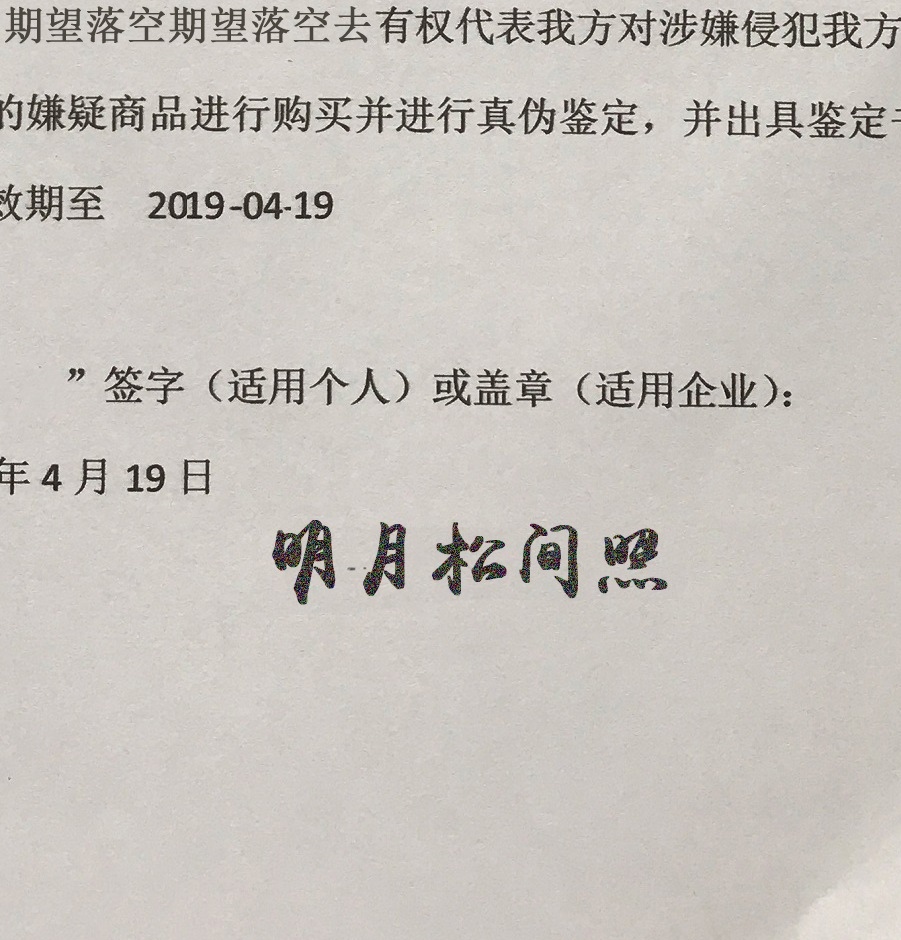 期望落空期望落空去有权代表我方对涉嫌侵犯我方
的嫌疑商品进行购买并进行真伪鉴定，并出具鉴定书
效期至 2019-04-19
”签字（适用个人）或盖章（适用企业）：
年 4 月 19 日
明月松间照